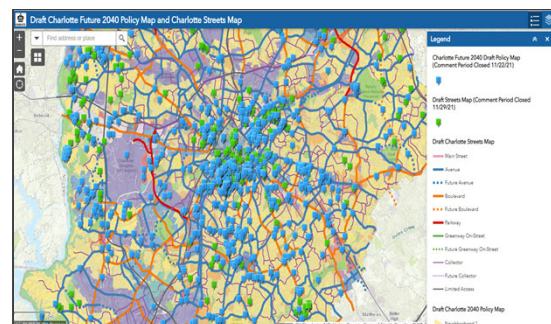 Draft Charlotte Future 2040 Policy Map and Charlotte Streets Map
Find address or place
Legend
Charlotte Future 2040 Draft Policy Map
(Comment Period Closed 11/22/21)
Draft Streets Map (Comment Period Closed
11/29/21)
Draft Charlotte Streets Map
Main Street
Avenue
Future Avenue
Boulevard
Future Boulevard
Parkway
Greenway On-Street
Future Greenway On-Street
Collector
Future Collector
Limited Access
Draft Charlotte 2040 Policy Map